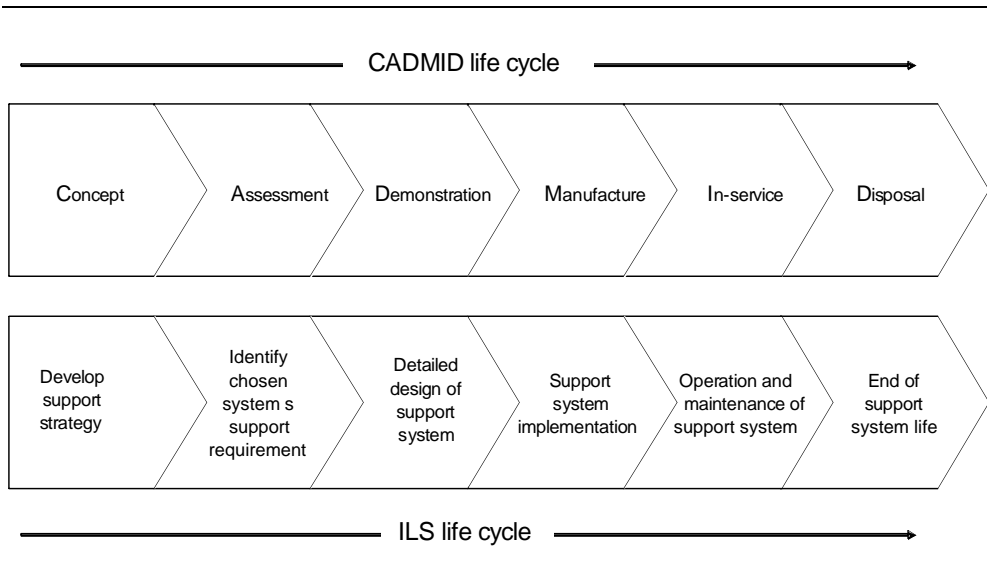 CADMID life cycle
Concept
Assessment
Demonstration
Manufacture
In-service
Disposal
Develop
support
strategy
Identify
chosen
system s
support
requirement
Detailed
design of
support
system
Support
system
implementation
Operation and
maintenance of
support system
End of
support
system life
ILS life cycle